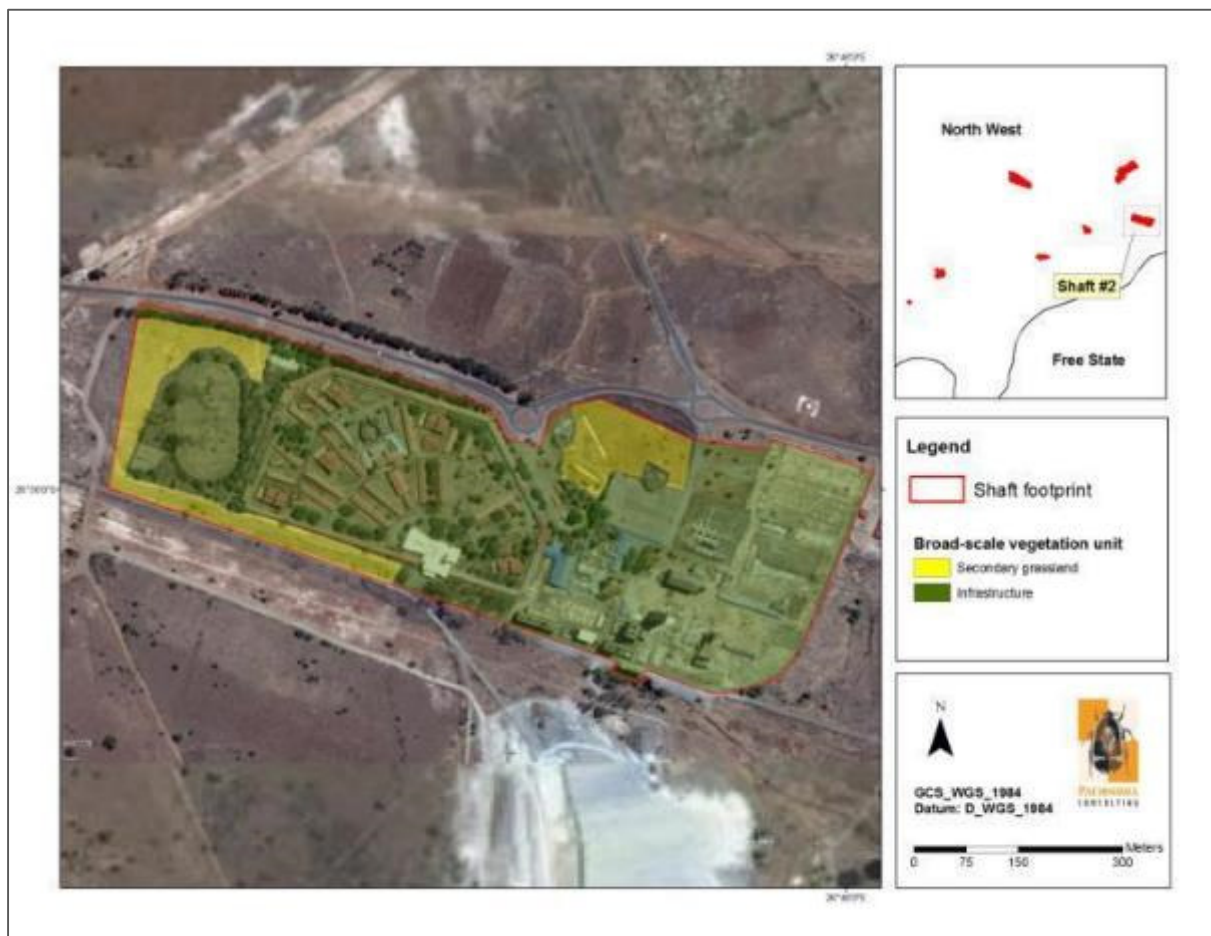 North West
Shaft #2
Free State
Legend
Shaft footprint
Broad-scale vegetation unit
Secondary grassland
Infrastructure
N
GCS_WGS_1984
Datum: D_WGS_1984
CONSULTING
Meters
0 75 150 300